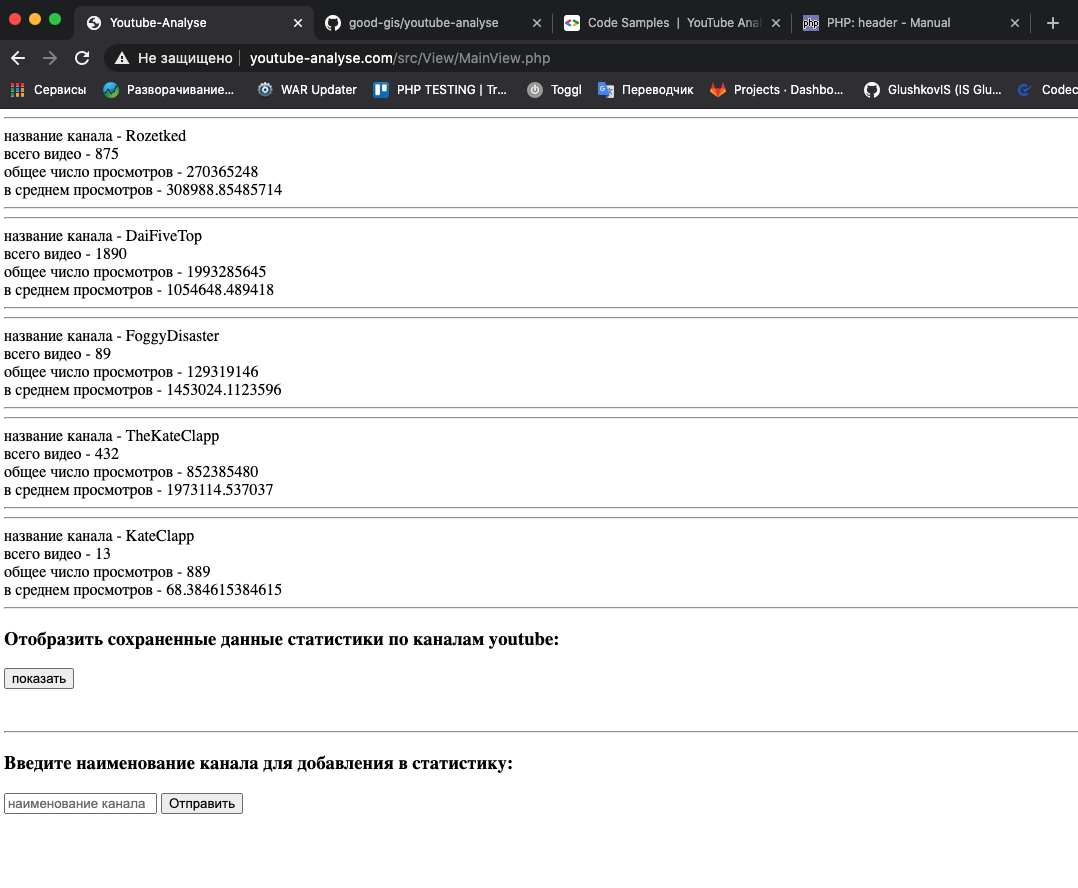 Youtube-Analyse
good-gis/youtube-analyse
Code Samples | YouTube Anal
PHP: header - Manual
Не защищено
youtube-analyse.com/src/View/MainView.php
Сервисы
Разворачивание...
WAR Updater
PHP TESTING | Tr...
Toggl
Переводчик
Projects · Dashbo...
GlushkovIS (IS Glu...
Codec
название канала - Rozetked
всего видео - 875
общее число просмотров - 270365248
в среднем просмотров - 308988.85485714
название канала - DaiFiveTop
всего видео - 1890
общее число просмотров - 1993285645
в среднем просмотров - 1054648.489418
название канала - FoggyDisaster
всего видео - 89
общее число просмотров - 129319146
в среднем просмотров - 1453024.1123596
название канала - TheKateClapp
всего видео - 432
общее число просмотров - 852385480
в среднем просмотров - 1973114.537037
название канала - KateClapp
всего видео - 13
общее число просмотров - 889
в среднем просмотров - 68.384615384615
Отобразить сохраненные данные статистики по каналам youtube:
показать
Введите наименование канала для добавления в статистику:
наименование канала
Отправить